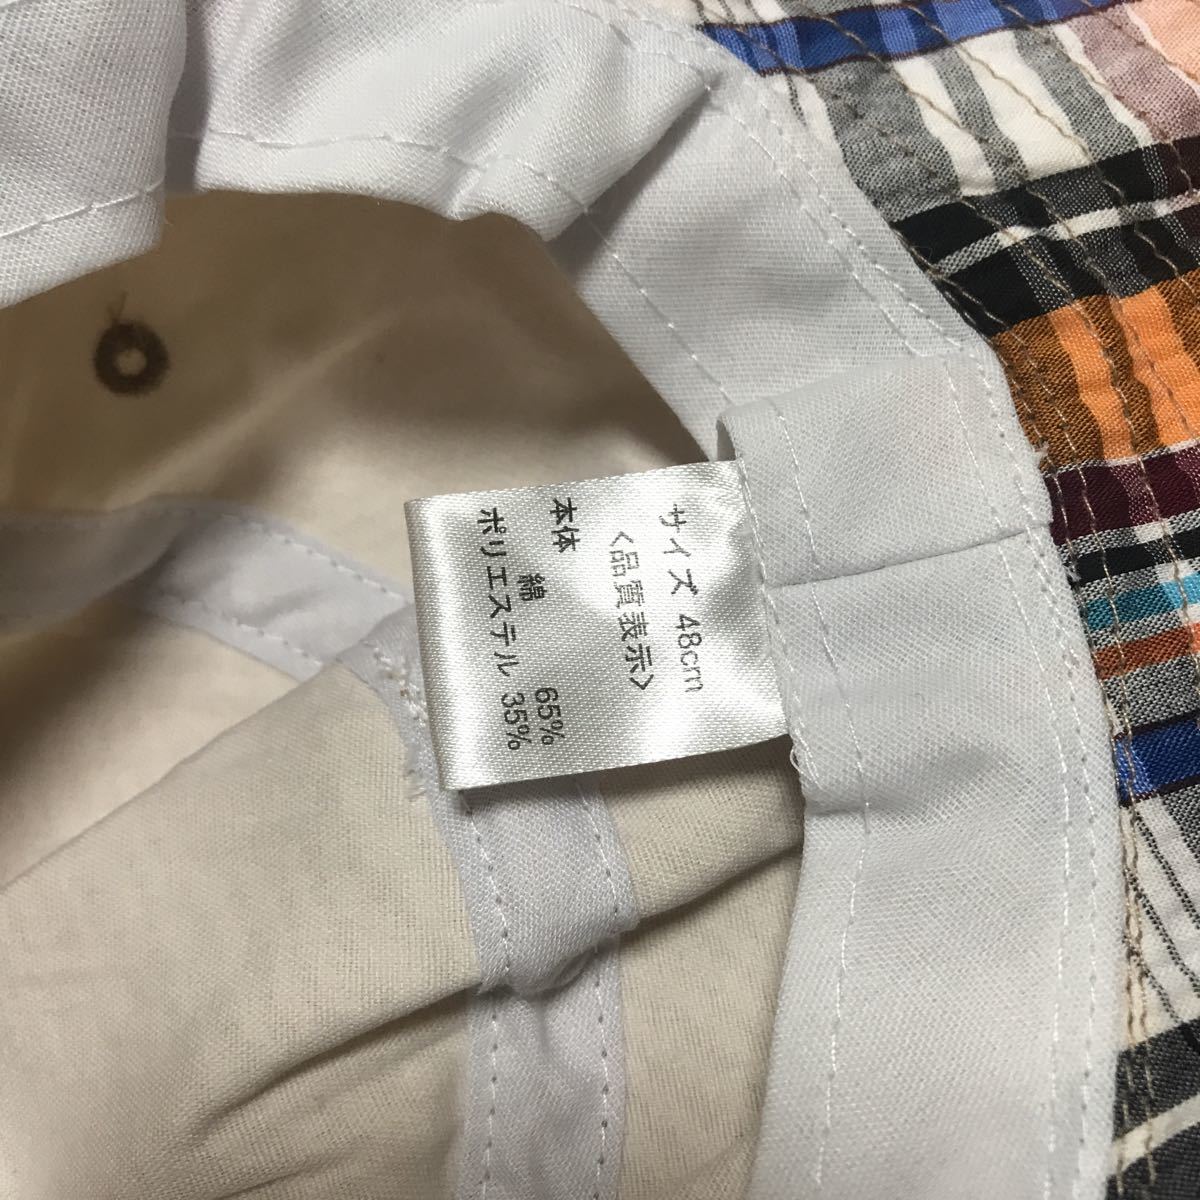 サイズ 48cm
<品質表示>
本体 綿 65%
ポリエステル 35%